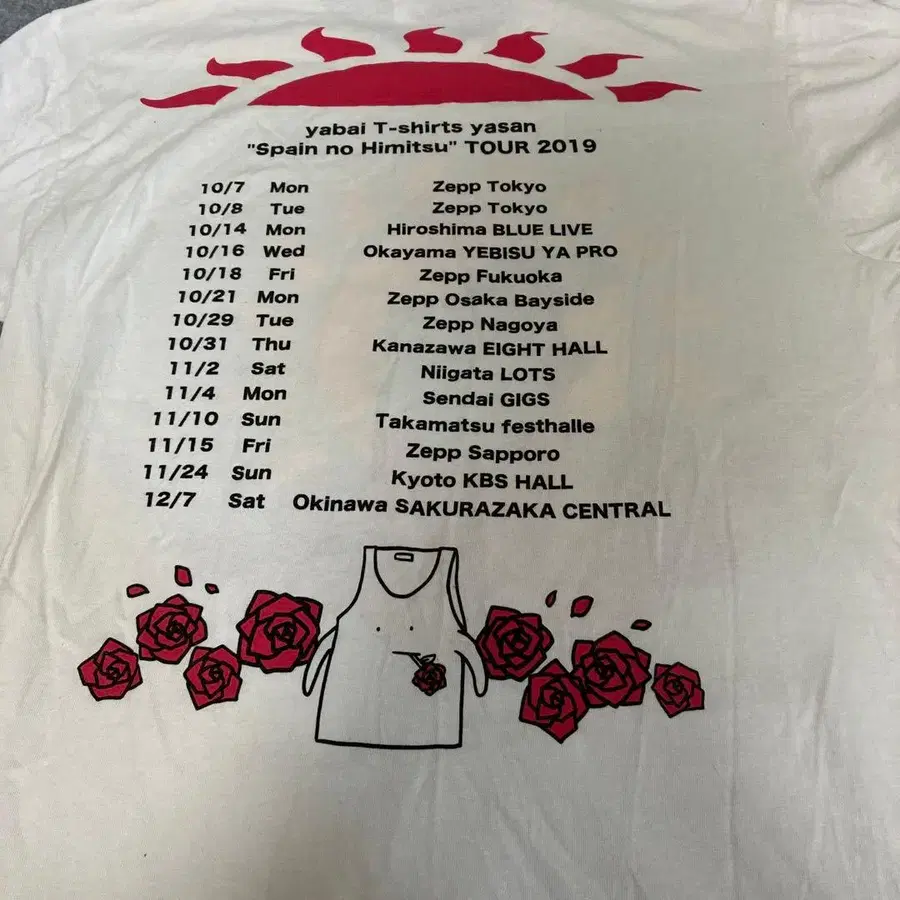 yabai T-shirts yasan
"Spain no Himitsu" TOUR 2019
10/7 Mon Zepp Tokyo
10/8 Tue Zepp Tokyo
10/14 Mon Hiroshima BLUE LIVE
10/16 Wed Okayama YEBISU YA PRO
10/18 Fri Zepp Fukuoka
10/21 Mon Zepp Osaka Bayside
10/29 Tue Zepp Nagoya
10/31 Thu Kanazawa EIGHT HALL
11/2 Sat Niigata LOTS
11/4 Mon Sendai GIGS
11/10 Sun Takamatsu festhalle
11/15 Fri Zepp Sapporo
11/24 Sun Kyoto KBS HALL
12/7 Sat Okinawa SAKURAZAKA CENTRAL